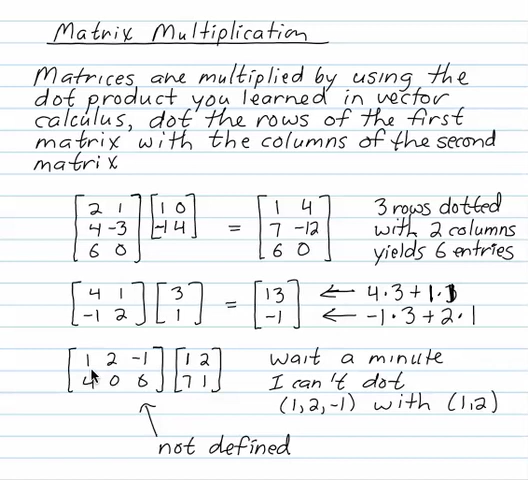 Matrix Multiplication
Matrices are multiplied by using the
dot product you learned in vector
calculus, dot the rows of the first
matrix with the columns of the second
matrix
[2 1; 4 -3; 6 0] [1 0; -1 4] = [1 4; 7 -12; 6 0]
3 rows dotted
with 2 columns
yields 6 entries
[4 1; -1 2] [3; 1] = [13; -1]
← 4·3+1·1
← -1·3+2·1
[1 2 -1; 4 0 6] [1 2; 7 1]
wait a minute
I can't dot
(1,2,-1) with (1,2)
not defined